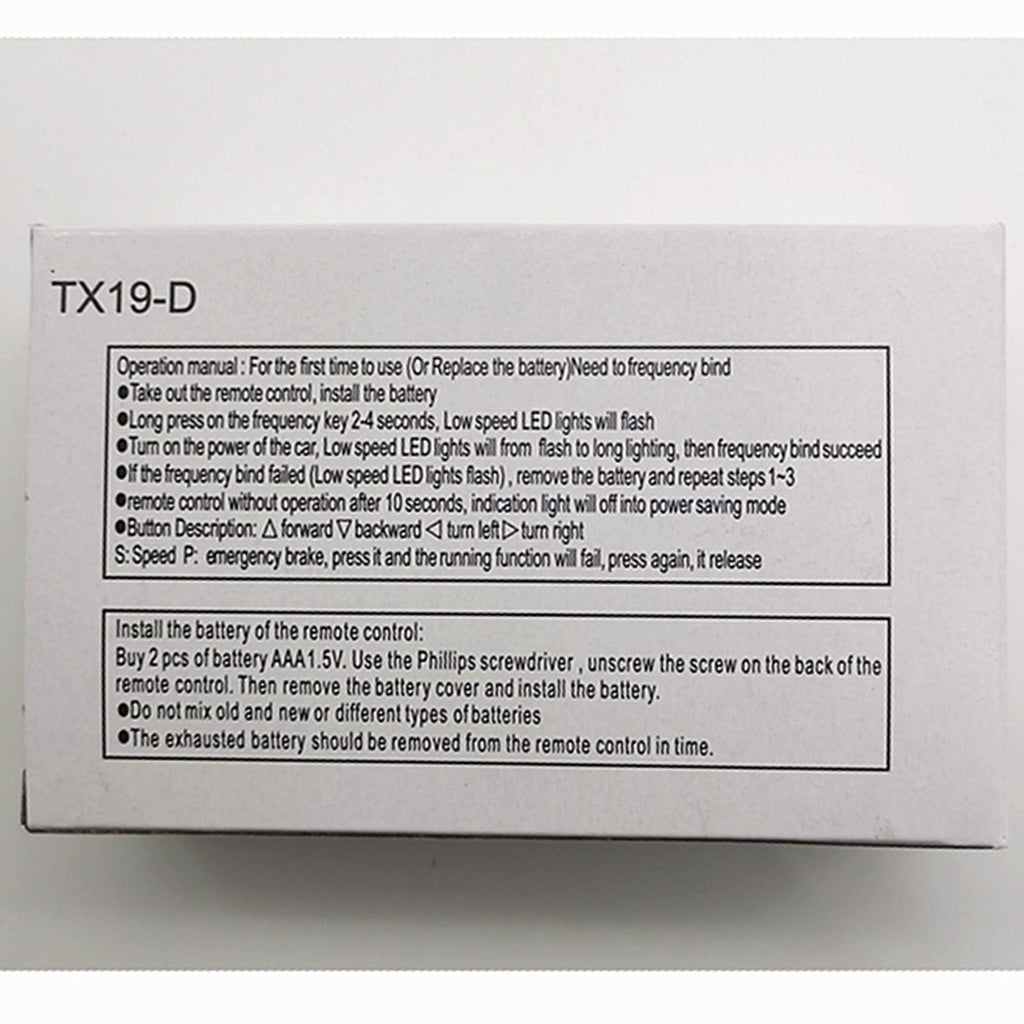 TX19-D
Operation manual : For the first time to use (Or Replace the battery)Need to frequency bind
●Take out the remote control, install the battery
●Long press on the frequency key 2-4 seconds, Low speed LED lights will flash
●Turn on the power of the car, Low speed LED lights will from flash to long lighting, then frequency bind succeed
●If the frequency bind failed (Low speed LED lights flash) , remove the battery and repeat steps 1~3
●remote control without operation after 10 seconds, indication light will off into power saving mode
●Button Description: △ forward ▽ backward ◁ turn left ▷ turn right
S: Speed P: emergency brake, press it and the running function will fail, press again, it release
Install the battery of the remote control:
Buy 2 pcs of battery AAA 1.5V. Use the Phillips screwdriver , unscrew the screw on the back of the
remote control. Then remove the battery cover and install the battery.
●Do not mix old and new or different types of batteries
●The exhausted battery should be removed from the remote control in time.